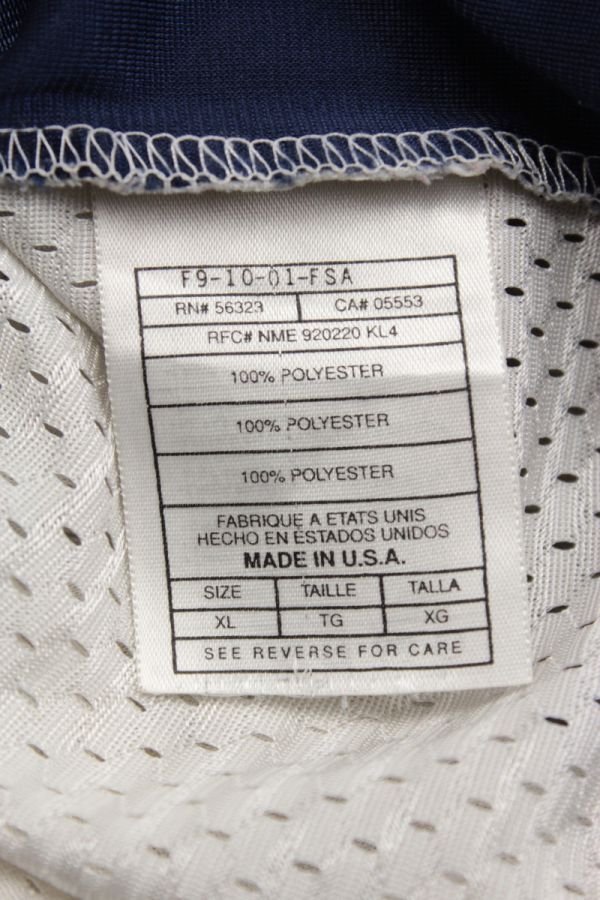 F9-10-01-FSA
RN# 56323 CA# 05553
RFC# NME 920220 KL4
100% POLYESTER
100% POLYESTER
100% POLYESTER
FABRIQUE A ETATS UNIS
HECHO EN ESTADOS UNIDOS
MADE IN U.S.A.
SIZE TAILLE TALLA
XL TG XG
SEE REVERSE FOR CARE